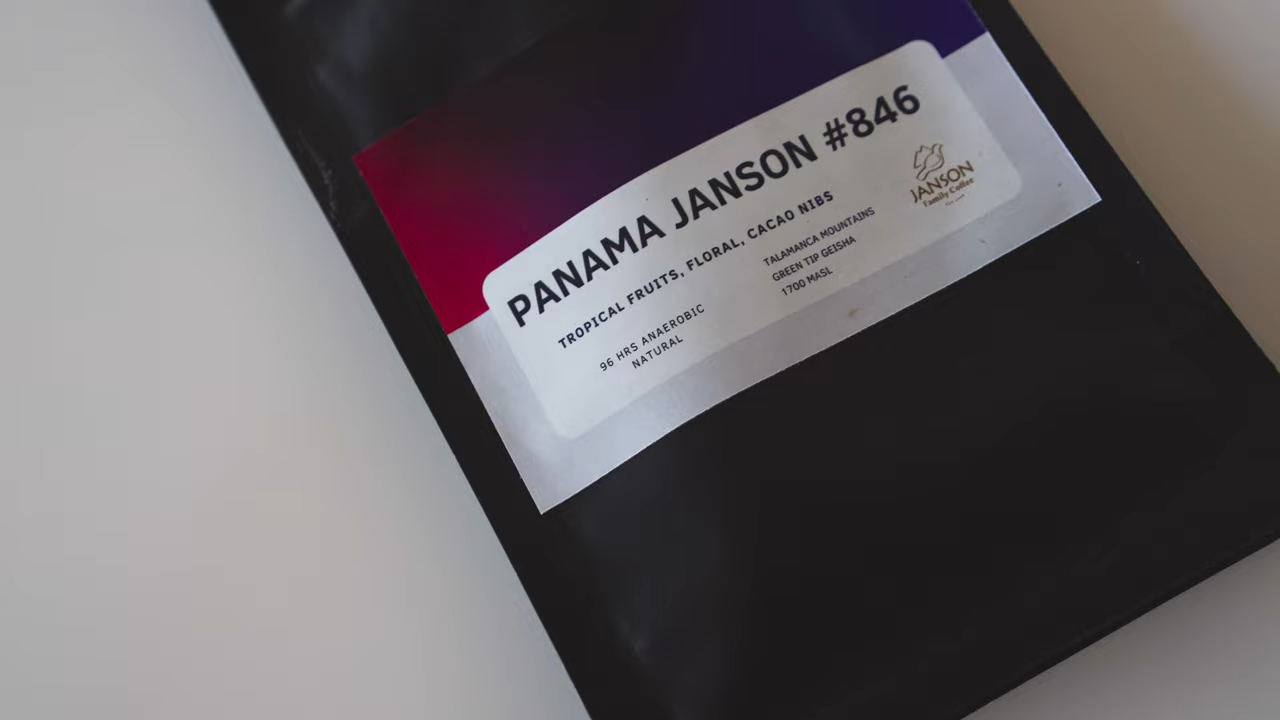 PANAMA JANSON #846
TROPICAL FRUITS, FLORAL, CACAO NIBS
96 HRS ANAEROBIC
NATURAL
TALAMANCA MOUNTAINS
GREEN TIP GEISHA
1700 MASL
JANSON
Family Coffee